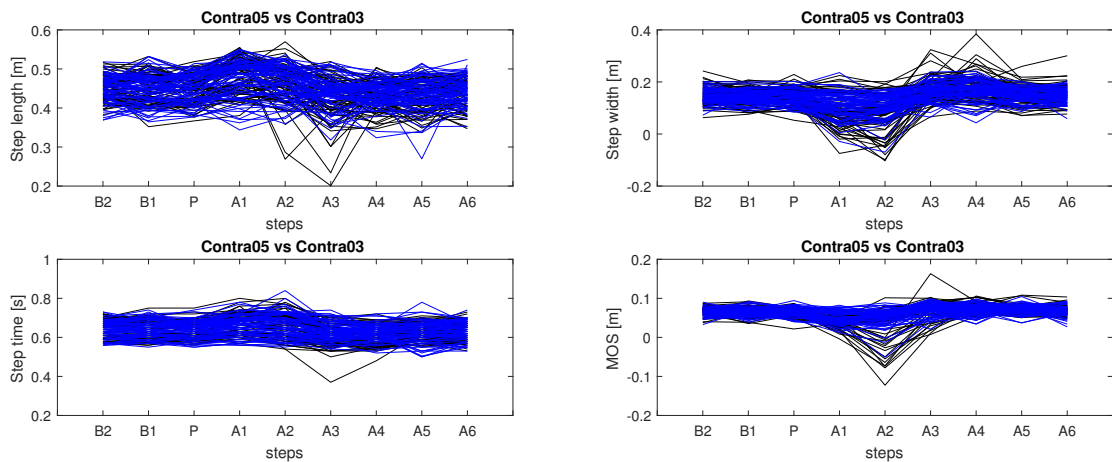 Contra05 vs Contra03
0.6
0.5
0.4
0.3
0.2
Step length [m]
B2 B1 P A1 A2 A3 A4 A5 A6
steps
Contra05 vs Contra03
0.4
0.2
0
-0.2
Step width [m]
B2 B1 P A1 A2 A3 A4 A5 A6
steps
Contra05 vs Contra03
1
0.8
0.6
0.4
0.2
Step time [s]
B2 B1 P A1 A2 A3 A4 A5 A6
steps
Contra05 vs Contra03
0.2
0.1
0
-0.1
-0.2
MOS [m]
B2 B1 P A1 A2 A3 A4 A5 A6
steps